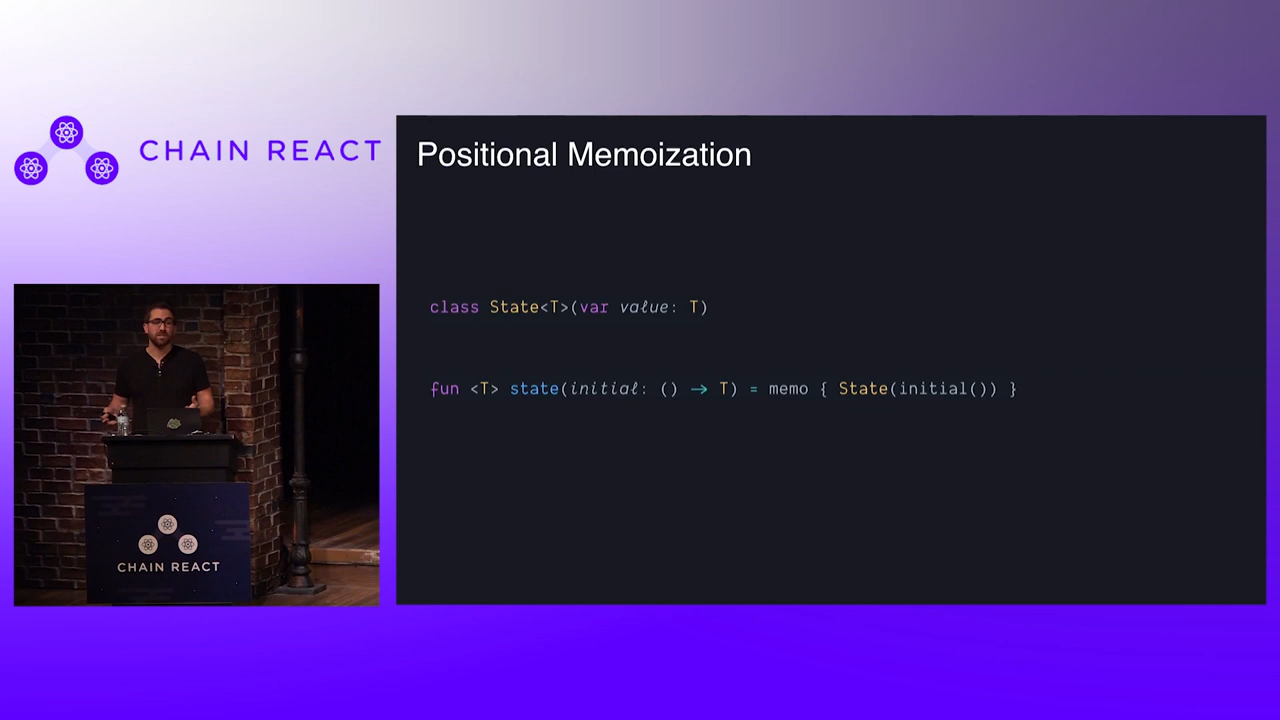 CHAIN REACT
Positional Memoization
class State<T>(var value: T)
fun <T> state(initial: () → T) = memo { State(initial()) }
CHAIN REACT